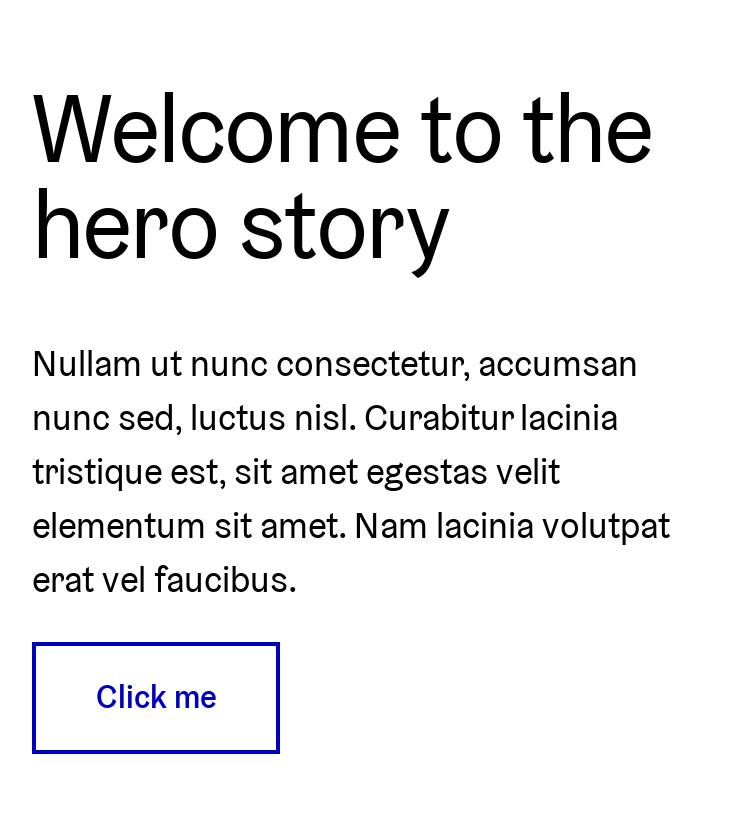 Welcome to the
hero story
Nullam ut nunc consectetur, accumsan
nunc sed, luctus nisl. Curabitur lacinia
tristique est, sit amet egestas velit
elementum sit amet. Nam lacinia volutpat
erat vel faucibus.
Click me